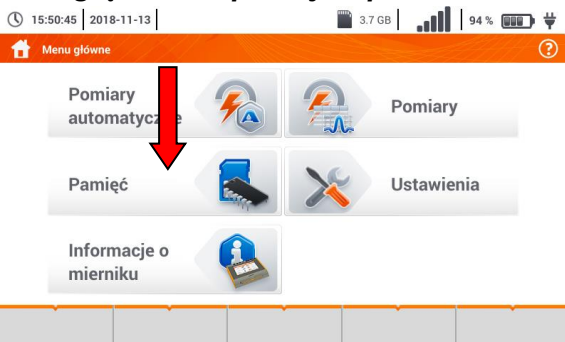 15:50:45 2018-11-13 3.7 GB 94 %
Menu główne
Pomiary
automatyczne
Pomiary
Pamięć
Ustawienia
Informacje o
mierniku